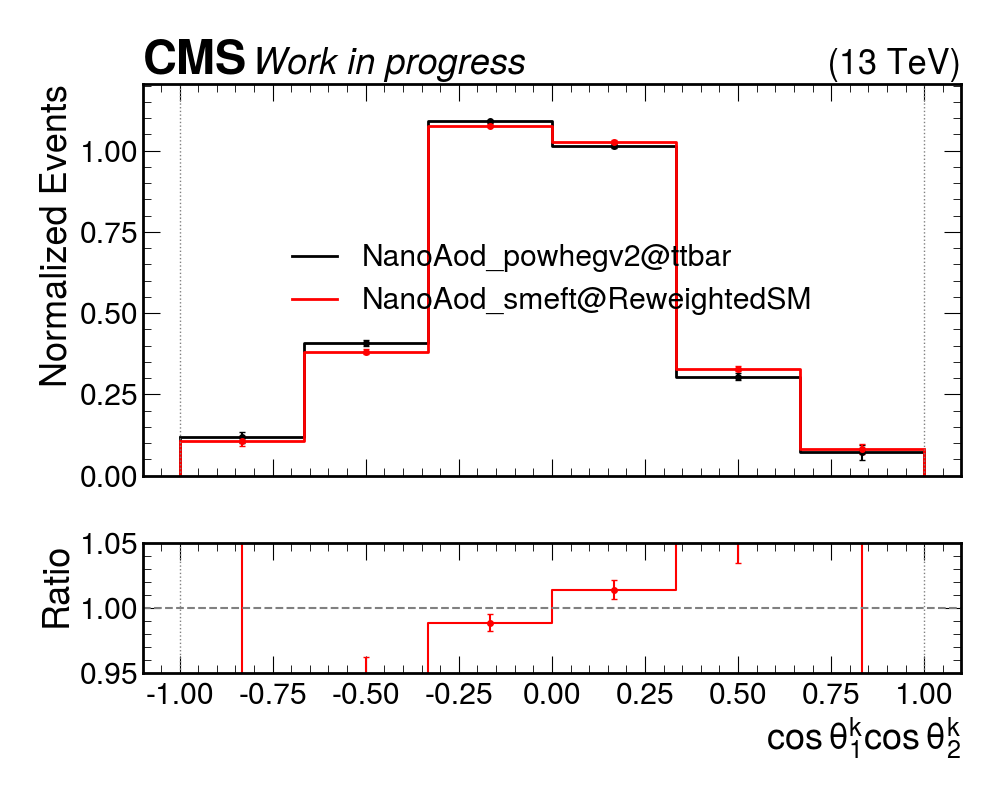 CMS Work in progress (13 TeV)
Normalized Events
1.00
0.75
0.50
0.25
0.00
NanoAod_powhegv2@ttbar
NanoAod_smeft@ReweightedSM
Ratio
1.05
1.00
0.95
-1.00 -0.75 -0.50 -0.25 0.00 0.25 0.50 0.75 1.00
cos θ₁ᵏcos θ₂ᵏ